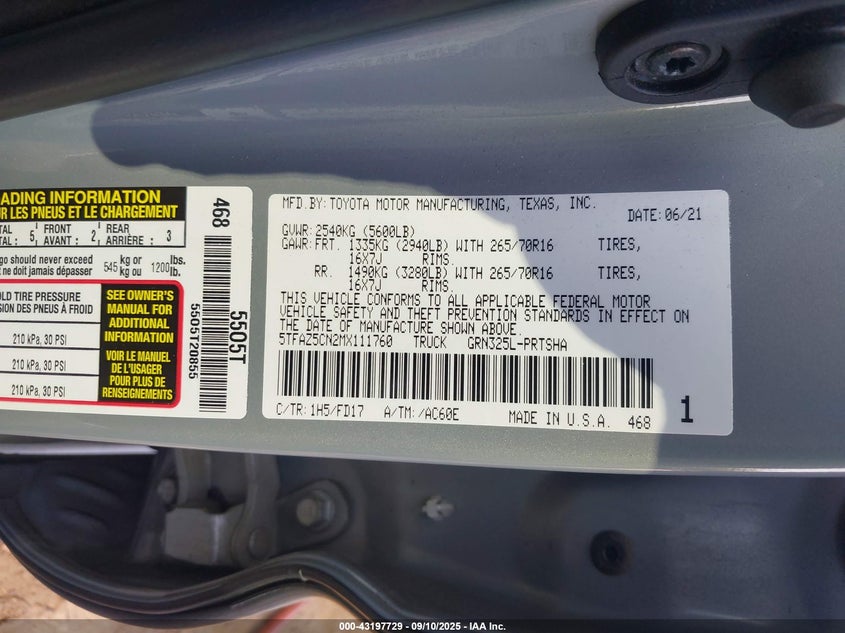 ADING INFORMATION
UR LES PNEUS ET LE CHARGEMENT
TAL : 5, FRONT AVANT : 2, REAR ARRIÈRE : 3
go should never exceed
t ne doit jamais dépasser
545 kg or kg ou 1200 lbs. lb.
LD TIRE PRESSURE
SION DES PNEUS À FROID
210 kPa, 30 PSI
210 kPa, 30 PSI
210 kPa, 30 PSI
SEE OWNER'S
MANUAL FOR
ADDITIONAL
INFORMATION
VOIR LE MANUEL
DE L'USAGER
POUR PLUS DE
RENSEIGNEMENTS
468
5505T
5505T20855
MFD.BY:TOYOTA MOTOR MANUFACTURING, TEXAS, INC.
DATE:06/21
GVWR:2540KG (5600LB)
GAWR:FRT. 1335KG (2940LB) WITH 265/70R16 TIRES,
16X7J RIMS.
RR. 1490KG (3280LB) WITH 265/70R16 TIRES,
16X7J RIMS.
THIS VEHICLE CONFORMS TO ALL APPLICABLE FEDERAL MOTOR
VEHICLE SAFETY AND THEFT PREVENTION STANDARDS IN EFFECT ON
THE DATE OF MANUFACTURE SHOWN ABOVE.
5TFAZ5CN2MX111760 TRUCK GRN325L-PRTSHA
C/TR:1H5/FD17 A/TM:/AC60E MADE IN U.S.A. 468
1
000-43197729 - 09/10/2025 - IAA Inc.